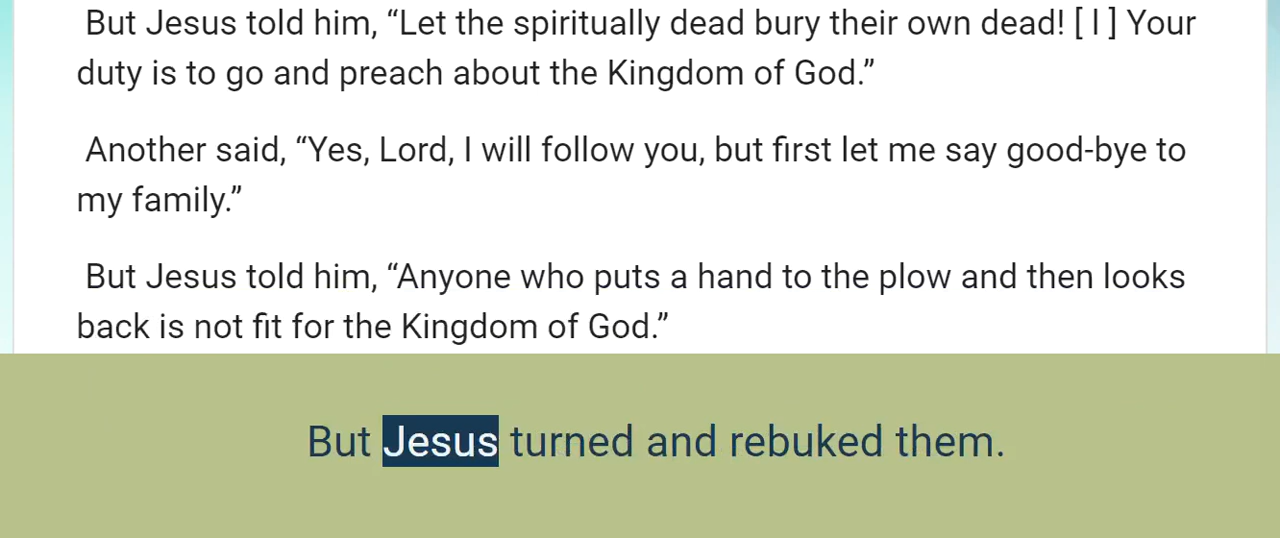 But Jesus told him, “Let the spiritually dead bury their own dead! [ l ] Your
duty is to go and preach about the Kingdom of God.”
Another said, “Yes, Lord, I will follow you, but first let me say good-bye to
my family.”
But Jesus told him, “Anyone who puts a hand to the plow and then looks
back is not fit for the Kingdom of God.”
But Jesus turned and rebuked them.